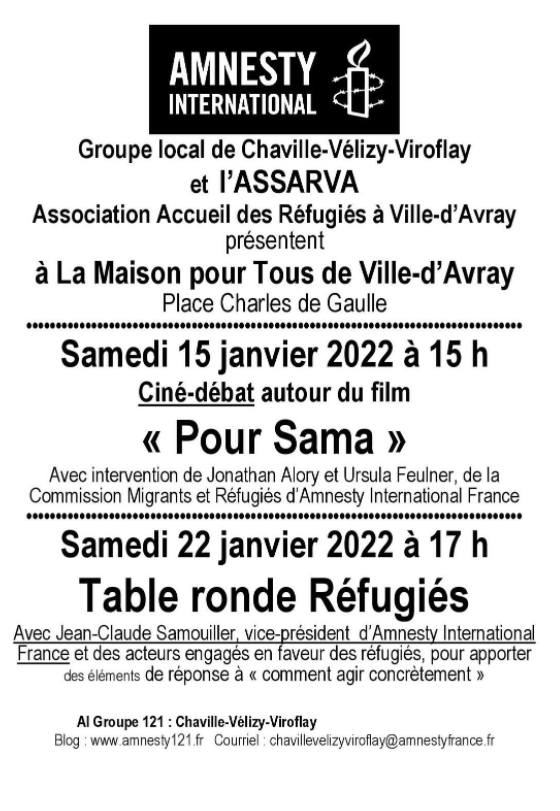 AMNESTY
INTERNATIONAL
Groupe local de Chaville-Vélizy-Viroflay
et l'ASSARVA
Association Accueil des Réfugiés à Ville-d'Avray
présentent
à La Maison pour Tous de Ville-d'Avray
Place Charles de Gaulle
Samedi 15 janvier 2022 à 15 h
Ciné-débat autour du film
« Pour Sama »
Avec intervention de Jonathan Alory et Ursula Feulner, de la
Commission Migrants et Réfugiés d'Amnesty International France
Samedi 22 janvier 2022 à 17 h
Table ronde Réfugiés
Avec Jean-Claude Samouiller, vice-président d'Amnesty International
France et des acteurs engagés en faveur des réfugiés, pour apporter
des éléments de réponse à « comment agir concrètement »
AI Groupe 121 : Chaville-Vélizy-Viroflay
Blog : www.amnesty121.fr Courriel : chavillevelizyviroflay@amnestyfrance.fr